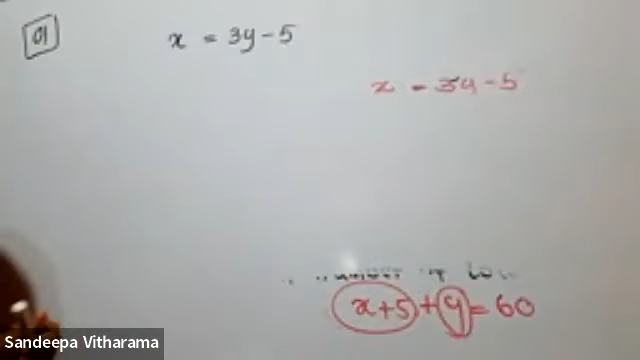 01
x = 3y - 5
x = 3y - 5
(x+5) + y = 60
Sandeepa Vitharama